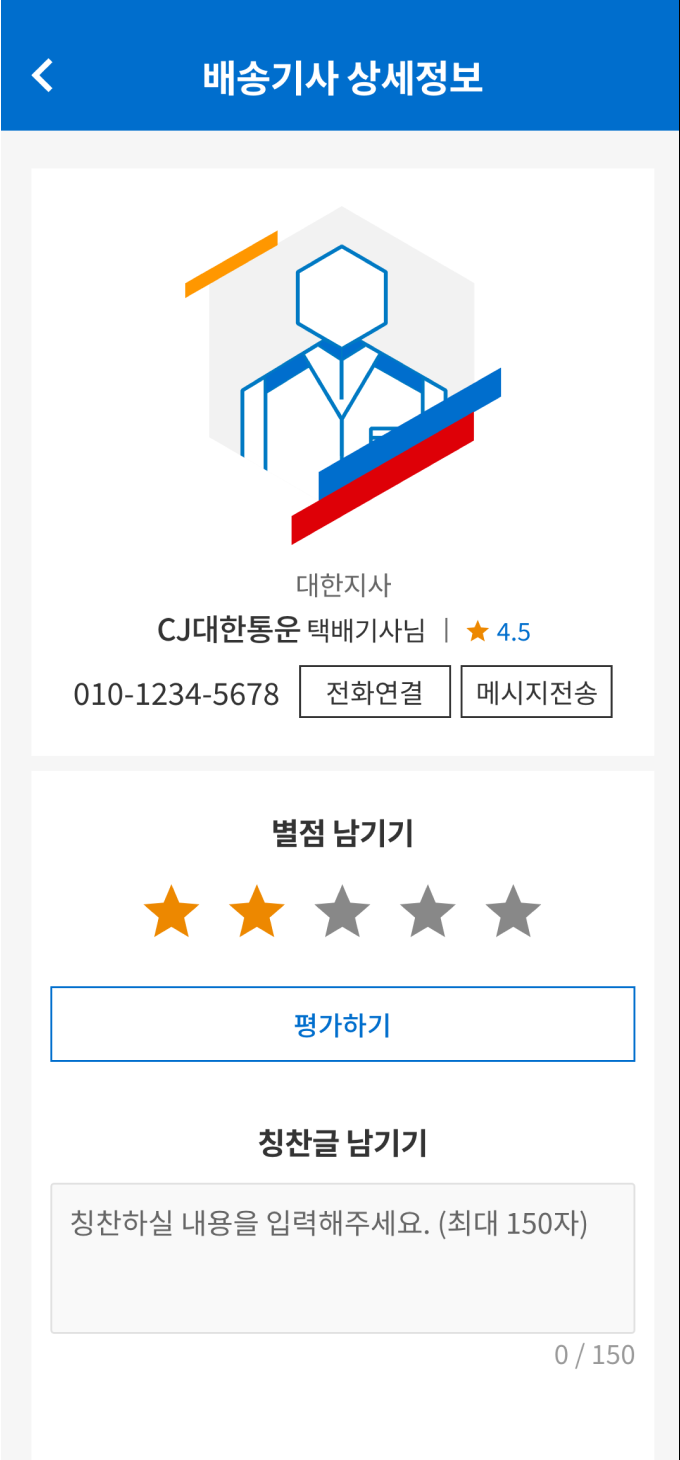 배송기사 상세정보
대한지사
CJ대한통운 택배기사님 | ★ 4.5
010-1234-5678 전화연결 메시지전송
별점 남기기
평가하기
칭찬글 남기기
칭찬하실 내용을 입력해주세요. (최대 150자)
0 / 150